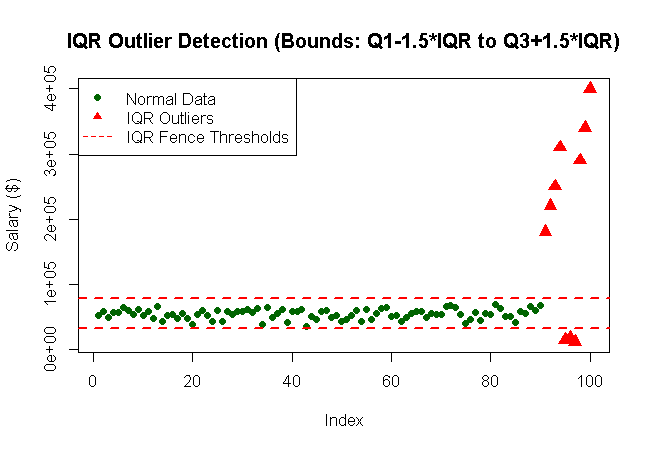 IQR Outlier Detection (Bounds: Q1-1.5*IQR to Q3+1.5*IQR)
Normal Data
IQR Outliers
IQR Fence Thresholds
Salary ($)
4e+05
3e+05
2e+05
1e+05
0e+00
0
20
40
60
80
100
Index